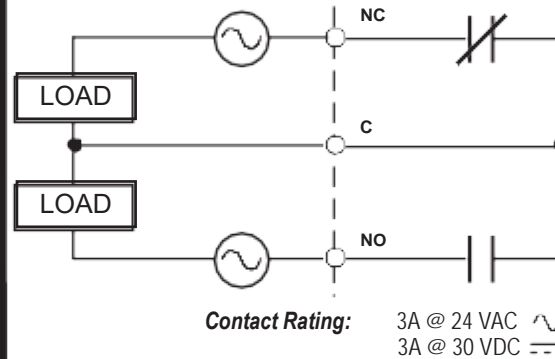 NC
LOAD
C
LOAD
NO
Contact Rating: 3A @ 24 VAC
3A @ 30 VDC